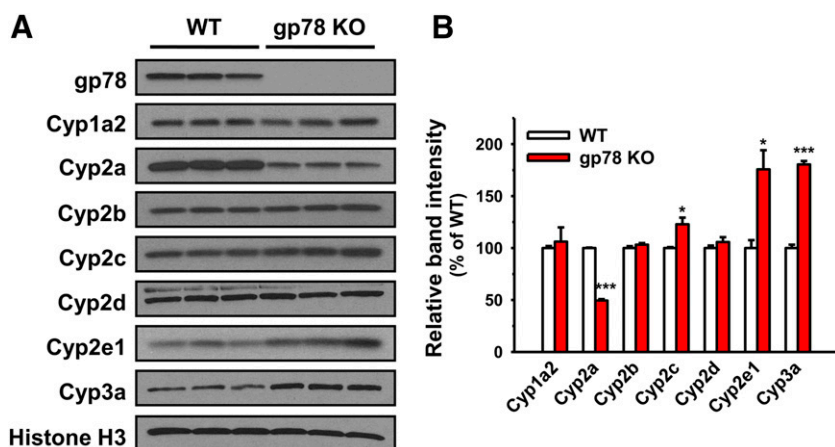 A
WT
gp78 KO
gp78
Cyp1a2
Cyp2a
Cyp2b
Cyp2c
Cyp2d
Cyp2e1
Cyp3a
Histone H3
B
WT
gp78 KO
Relative band intensity
(% of WT)
200
150
100
50
0
***
*
*
***
Cyp1a2
Cyp2a
Cyp2b
Cyp2c
Cyp2d
Cyp2e1
Cyp3a